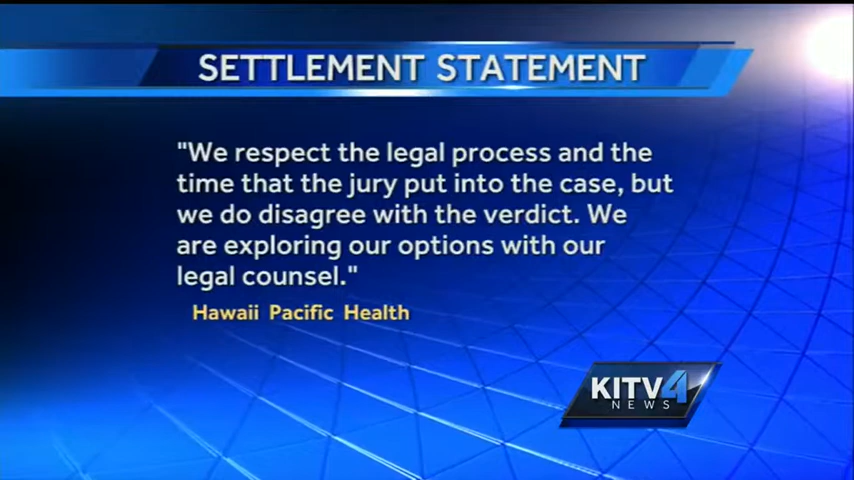 SETTLEMENT STATEMENT
"We respect the legal process and the
time that the jury put into the case, but
we do disagree with the verdict. We
are exploring our options with our
legal counsel."
Hawaii Pacific Health
KITV4
NEWS